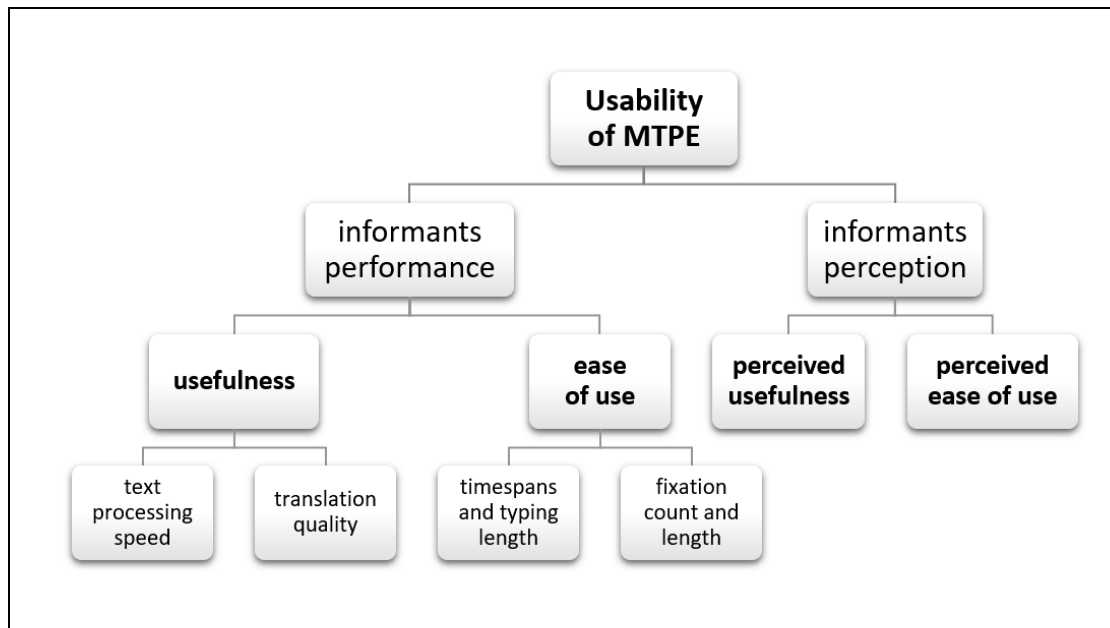 Usability
of MTPE
informants
performance
informants
perception
usefulness
ease
of use
perceived
usefulness
perceived
ease of use
text
processing
speed
translation
quality
timespans
and typing
length
fixation
count and
length